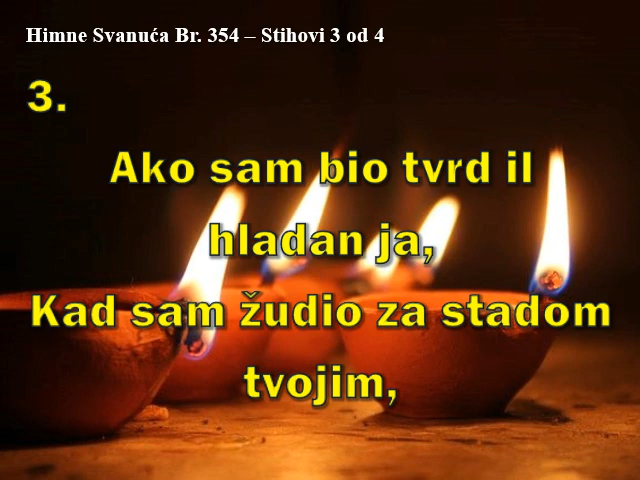 Himne Svanuća Br. 354 – Stihovi 3 od 4
3.
Ako sam bio tvrd il
hladan ja,
Kad sam žudio za stadom
tvojim,